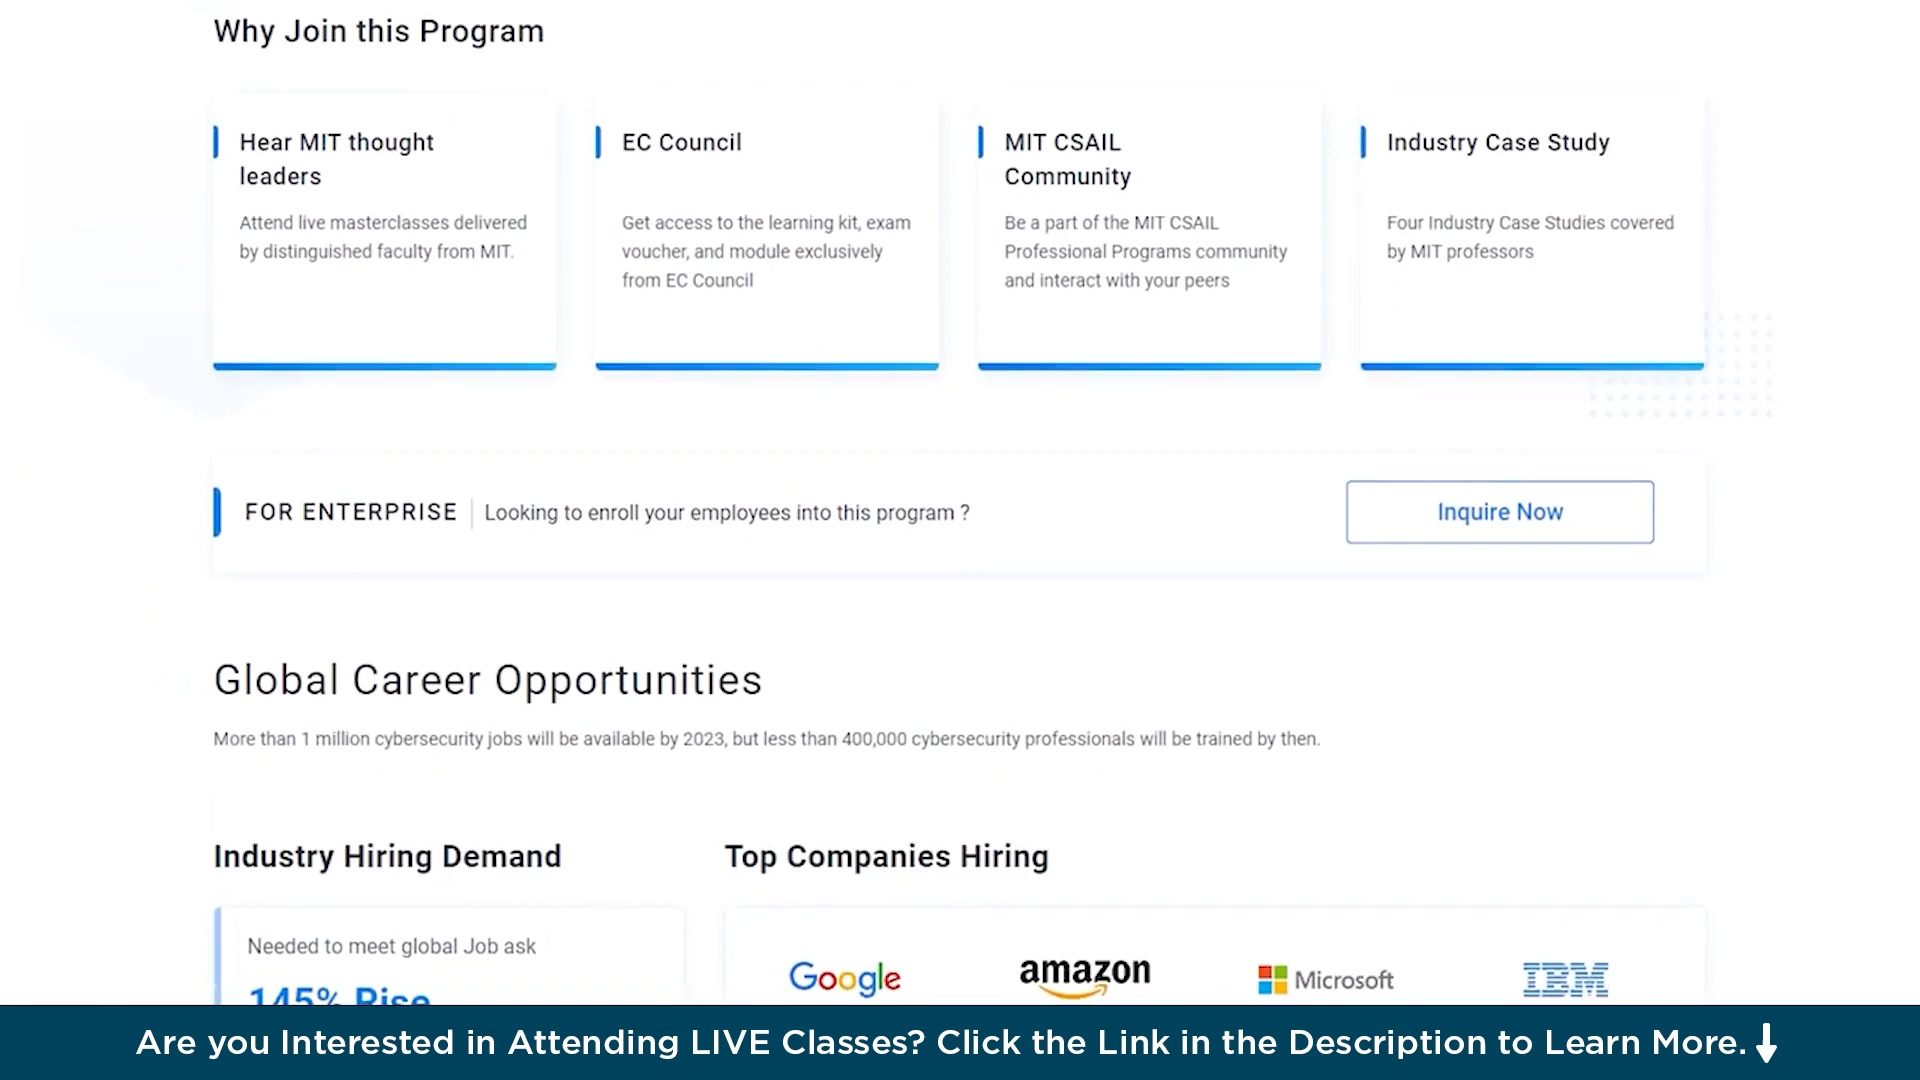 Why Join this Program
Hear MIT thought
leaders
Attend live masterclasses delivered
by distinguished faculty from MIT.
EC Council
Get access to the learning kit, exam
voucher, and module exclusively
from EC Council
MIT CSAIL
Community
Be a part of the MIT CSAIL
Professional Programs community
and interact with your peers
Industry Case Study
Four Industry Case Studies covered
by MIT professors
FOR ENTERPRISE
Looking to enroll your employees into this program ?
Inquire Now
Global Career Opportunities
More than 1 million cybersecurity jobs will be available by 2023, but less than 400,000 cybersecurity professionals will be trained by then.
Industry Hiring Demand
Needed to meet global Job ask
145% Rise
Top Companies Hiring
Google
amazon
Microsoft
IBM
Are you Interested in Attending LIVE Classes? Click the Link in the Description to Learn More.